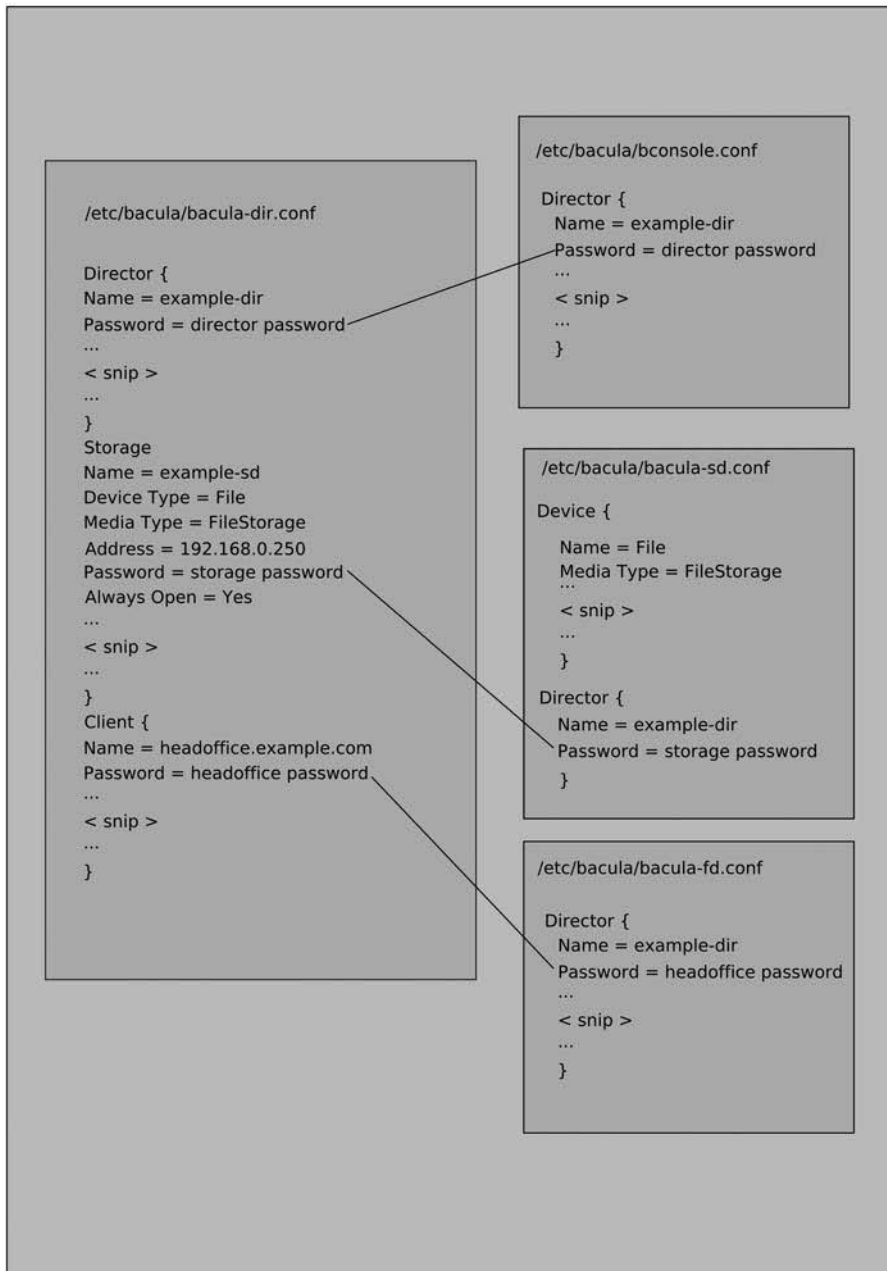 /etc/bacula/bacula-dir.conf
Director {
Name = example-dir
Password = director password
...
< snip >
...
}
Storage
Name = example-sd
Device Type = File
Media Type = FileStorage
Address = 192.168.0.250
Password = storage password
Always Open = Yes
...
< snip >
...
}
Client {
Name = headoffice.example.com
Password = headoffice password
...
< snip >
...
}
/etc/bacula/bconsole.conf
Director {
Name = example-dir
Password = director password
...
< snip >
...
}
/etc/bacula/bacula-sd.conf
Device {
Name = File
Media Type = FileStorage
...
< snip >
...
}
Director {
Name = example-dir
Password = storage password
}
/etc/bacula/bacula-fd.conf
Director {
Name = example-dir
Password = headoffice password
...
< snip >
...
}